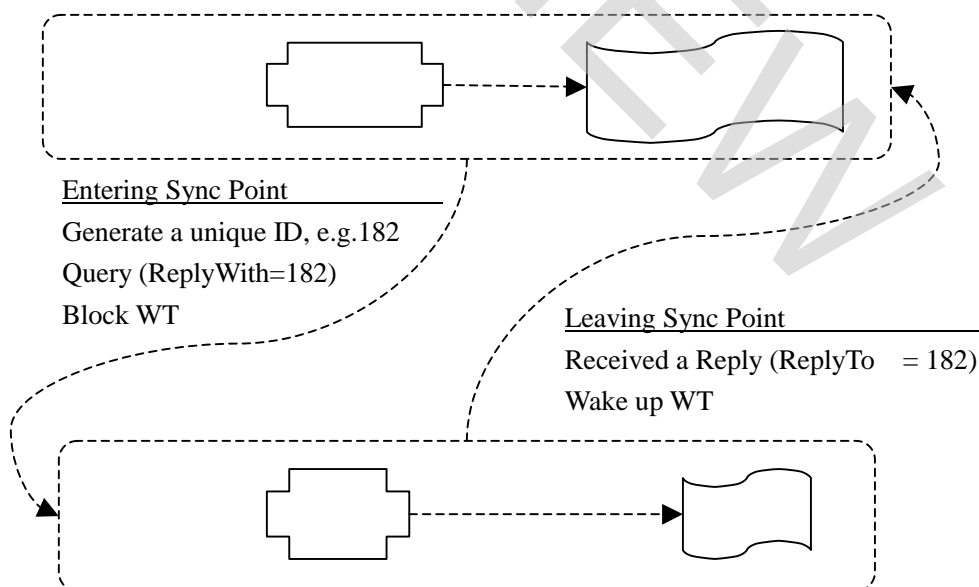 Entering Sync Point
Generate a unique ID, e.g.182
Query (ReplyWith=182)
Block WT
Leaving Sync Point
Received a Reply (ReplyTo = 182)
Wake up WT